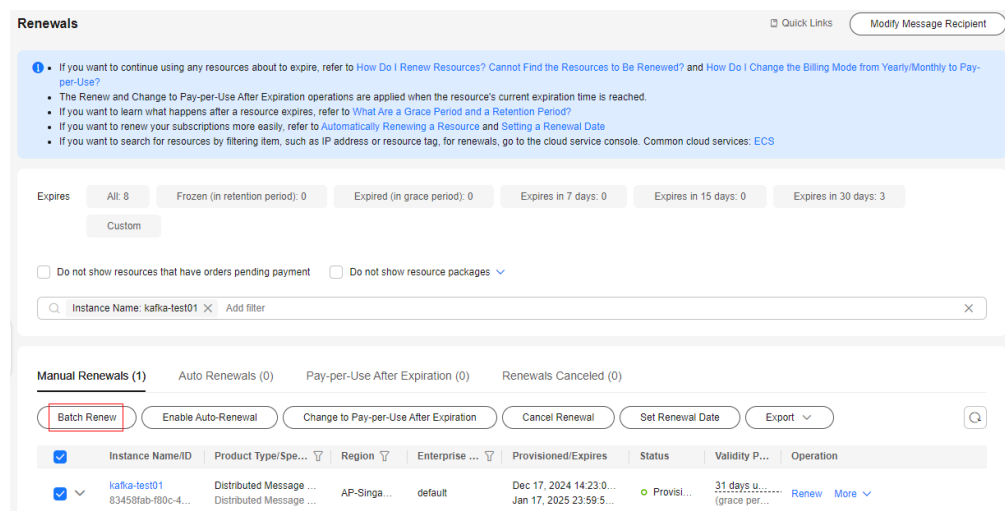 Renewals
Quick Links
Modify Message Recipient
If you want to continue using any resources about to expire, refer to How Do I Renew Resources? Cannot Find the Resources to Be Renewed? and How Do I Change the Billing Mode from Yearly/Monthly to Pay-
per-Use?
The Renew and Change to Pay-per-Use After Expiration operations are applied when the resource's current expiration time is reached.
If you want to learn what happens after a resource expires, refer to What Are a Grace Period and a Retention Period?
If you want to renew your subscriptions more easily, refer to Automatically Renewing a Resource and Setting a Renewal Date
If you want to search for resources by filtering item, such as IP address or resource tag, for renewals, go to the cloud service console. Common cloud services: ECS
Expires All: 8 Frozen (in retention period): 0 Expired (in grace period): 0 Expires in 7 days: 0 Expires in 15 days: 0 Expires in 30 days: 3
Custom
Do not show resources that have orders pending payment Do not show resource packages
Instance Name: kafka-test01 Add filter
Manual Renewals (1) Auto Renewals (0) Pay-per-Use After Expiration (0) Renewals Canceled (0)
Batch Renew Enable Auto-Renewal Change to Pay-per-Use After Expiration Cancel Renewal Set Renewal Date Export
Instance Name/ID Product Type/Spe... Region Enterprise ... Provisioned/Expires Status Validity P... Operation
kafka-test01 Distributed Message ... AP-Singa... default Dec 17, 2024 14:23:0... Provisi... 31 days u... Renew More
83458fab-f80c-4... Distributed Message ... Jan 17, 2025 23:59:5... (grace per...